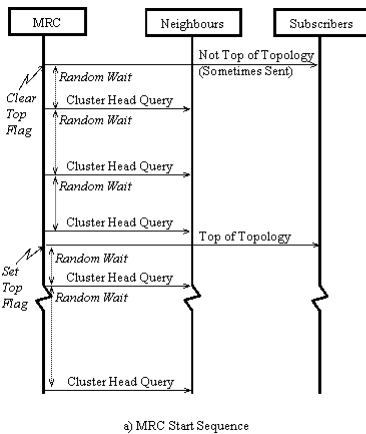 MRC
Neighbours
Subscribers
Not Top of Topology
(Sometimes Sent)
Random Wait
Clear
Top
Flag
Cluster Head Query
Random Wait
Cluster Head Query
Random Wait
Cluster Head Query
Top of Topology
Random Wait
Set
Top
Flag
Cluster Head Query
Random Wait
Cluster Head Query
a) MRC Start Sequence